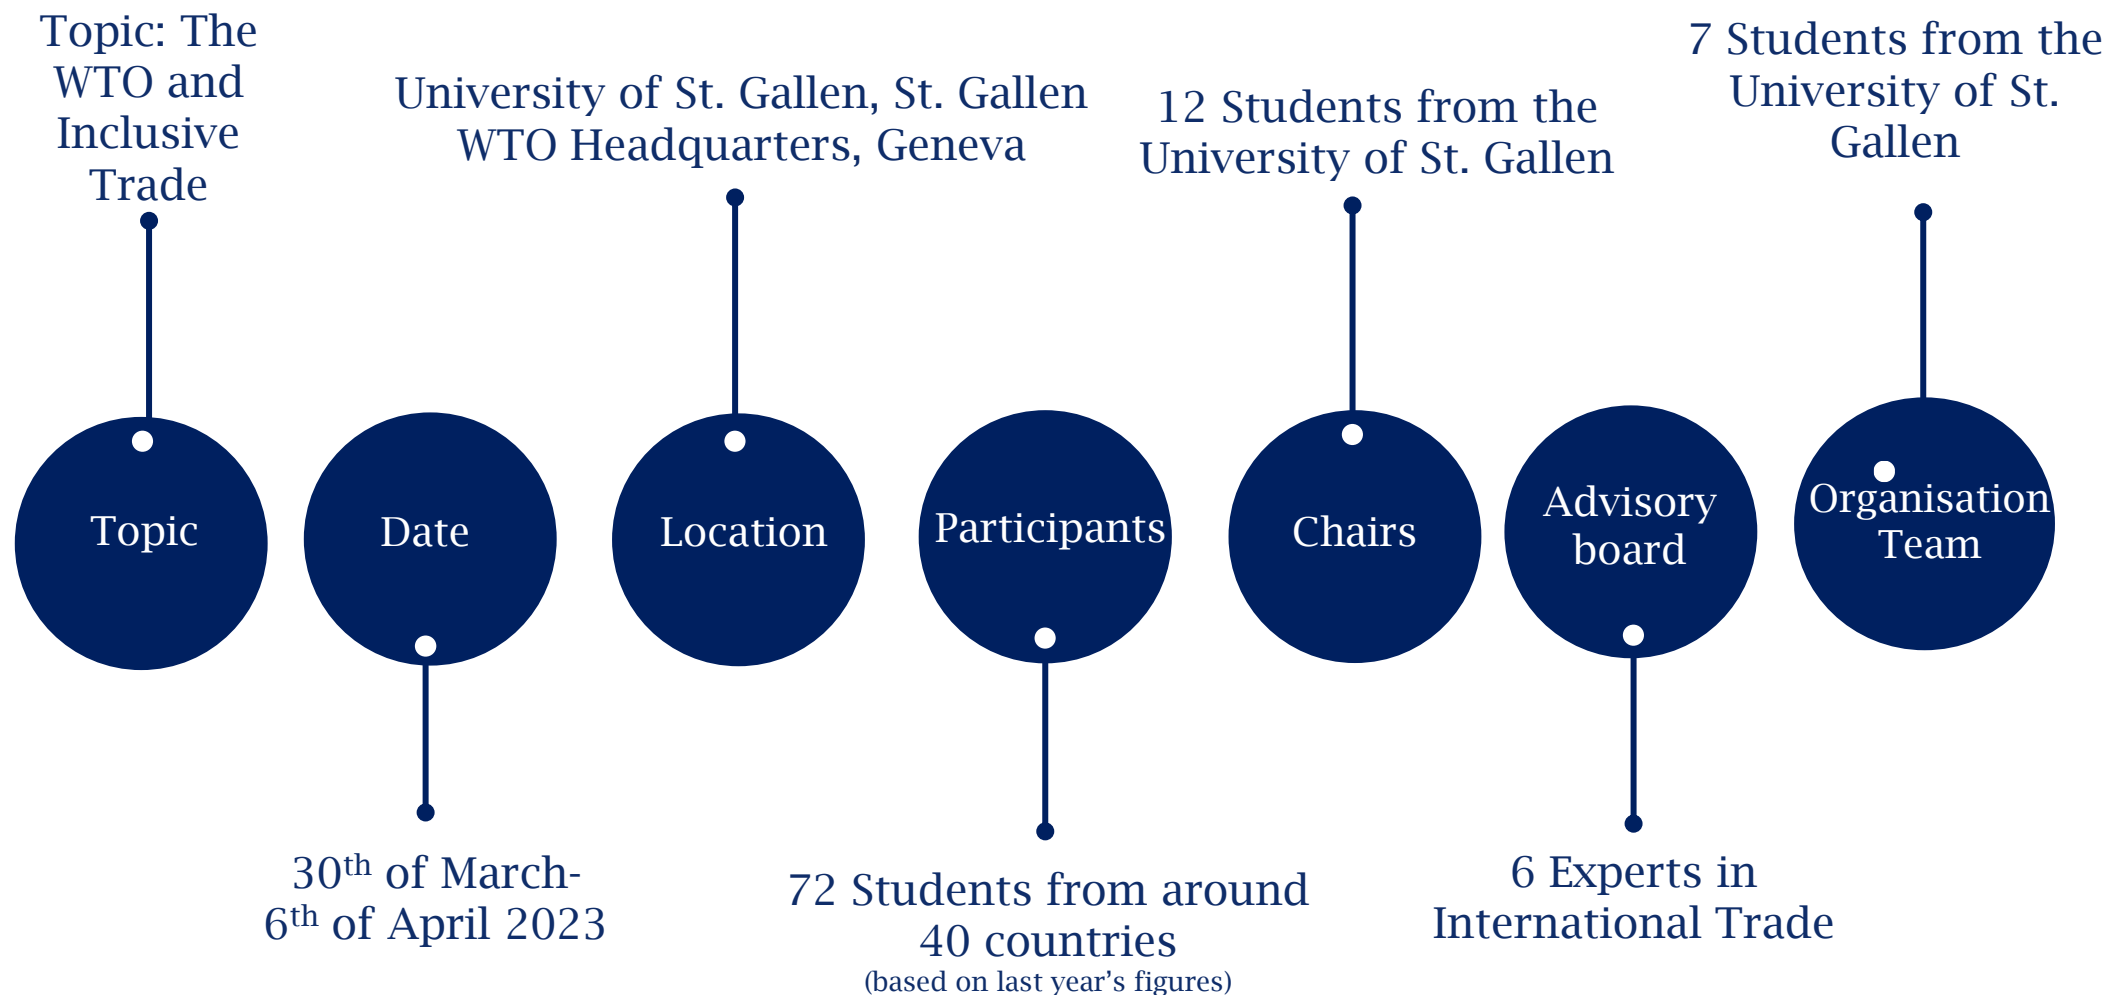 Topic: The
WTO and
Inclusive
Trade
University of St. Gallen, St. Gallen
WTO Headquarters, Geneva
12 Students from the
University of St. Gallen
7 Students from the
University of St.
Gallen
Topic
Date
Location
Participants
Chairs
Advisory
board
Organisation
Team
30th of March-
6th of April 2023
72 Students from around
40 countries
(based on last year’s figures)
6 Experts in
International Trade